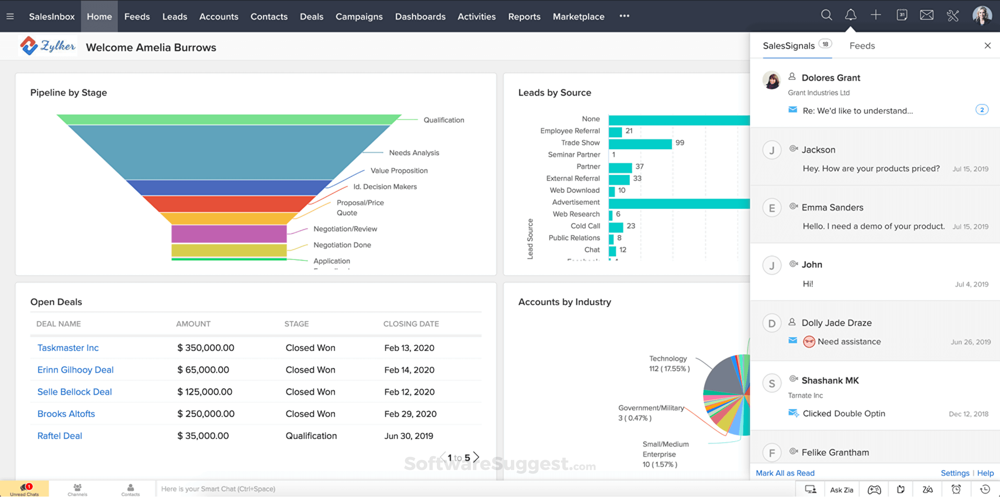 SalesInbox Home Feeds Leads Accounts Contacts Deals Campaigns Dashboards Activities Reports Marketplace •••
31
Zylker Welcome Amelia Burrows
Pipeline by Stage
Qualification
Needs Analysis
Value Proposition
Id. Decision Makers
Proposal/Price
Quote
Negotiation/Review
Negotiation Done
Application
Leads by Source
Lead Source
None
Employee Referral 21
Trade Show 99
Seminar Partner 1
Partner 37
External Referral 33
Web Download 10
Advertisement
Web Research 6
Cold Call 23
Public Relations 8
Chat 12
Open Deals
DEAL NAME AMOUNT STAGE CLOSING DATE
Taskmaster Inc $ 350,000.00 Closed Won Feb 13, 2020
Erinn Gilhooy Deal $ 65,000.00 Closed Won Feb 14, 2020
Selle Bellock Deal $ 125,000.00 Closed Won Feb 12, 2020
Brooks Altofts $ 250,000.00 Closed Won Feb 29, 2020
Raftel Deal $ 35,000.00 Qualification Jun 30, 2019
1 to 5
Accounts by Industry
Technology
112 ( 17.55% )
Government/Military
3 ( 0.47% )
Small/Medium
Enterprise
10 ( 1.57% )
SoftwareSuggest.com
SalesSignals 18 Feeds
Dolores Grant
Grant Industries Ltd
Re: We'd like to understand... 2
J Jackson
Hey. How are your products priced? Jul 15, 2019
E Emma Sanders
Hello. I need a demo of your product. Jul 15, 2019
J John
Hi! Jul 4, 2019
D Dolly Jade Draze
Need assistance Jun 26, 2019
S Shashank MK
Tarnate Inc
Clicked Double Optin Dec 12, 2018
F Felike Grantham
Mark All as Read Settings | Help
1
Unread Chats Channels Contacts Here is your Smart Chat (Ctrl+Space) Ask Zia